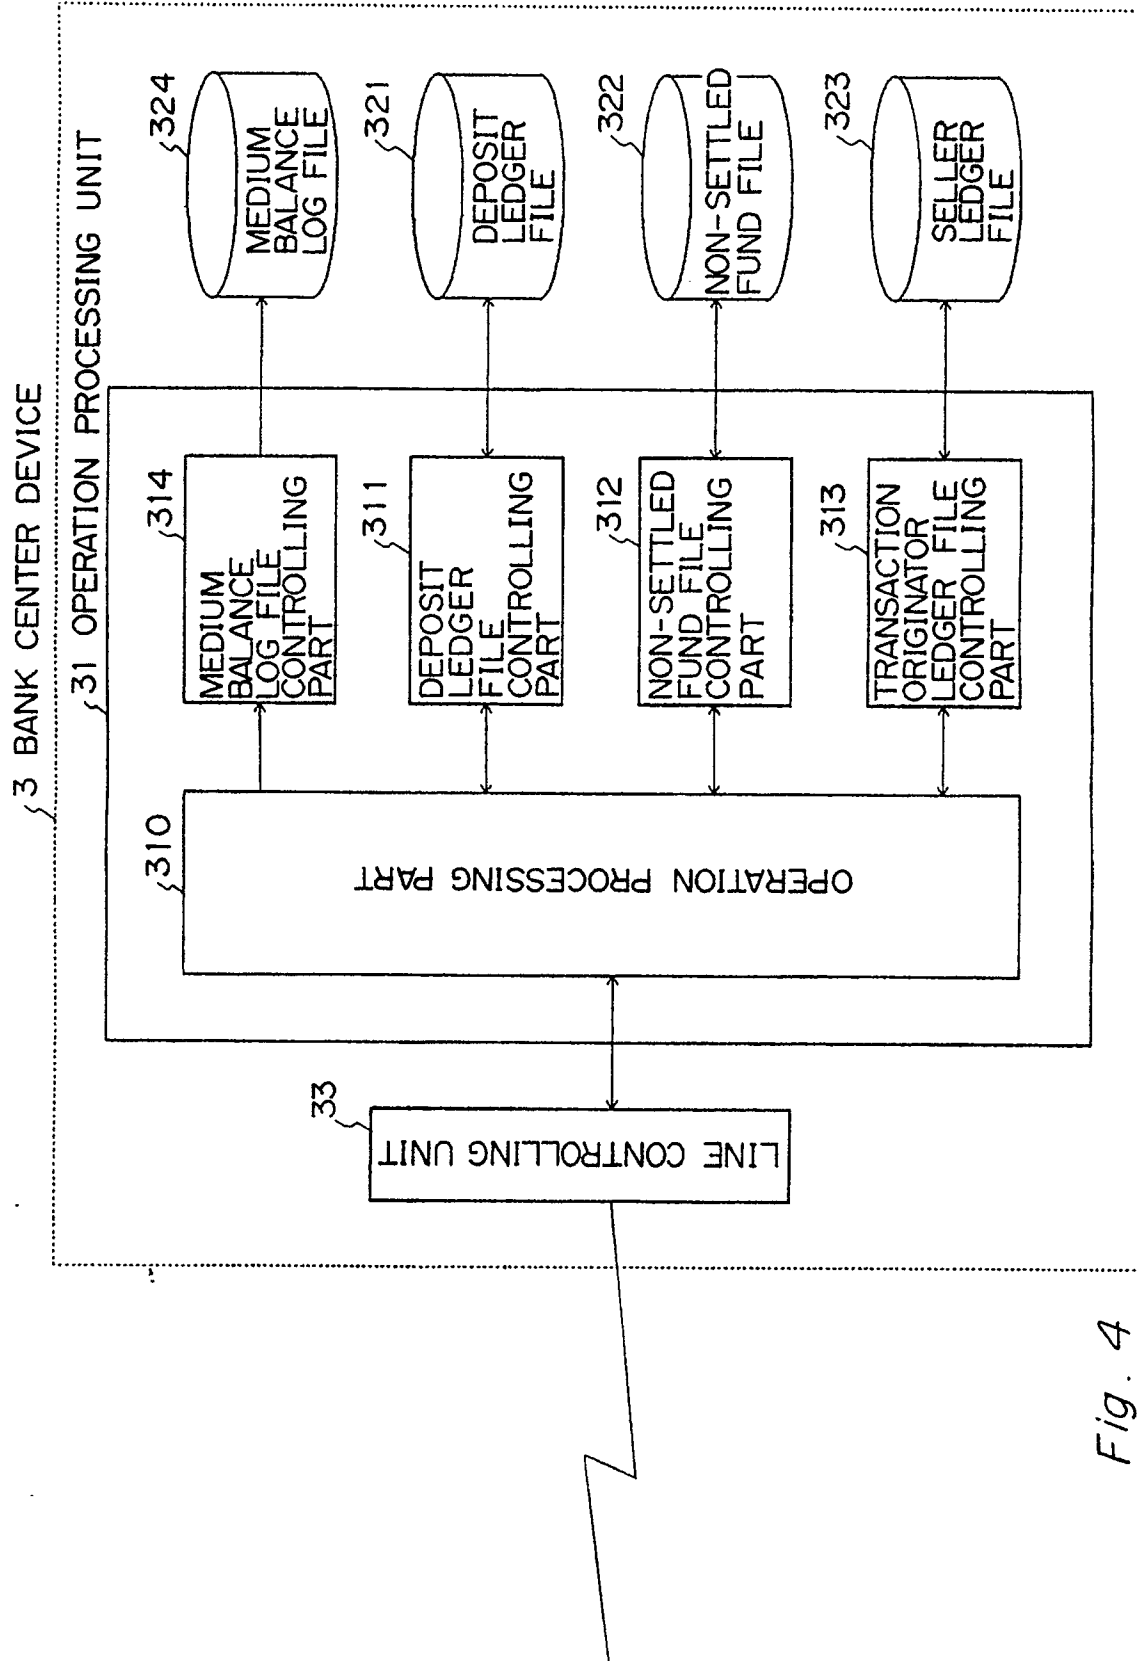 3 BANK CENTER DEVICE
31 OPERATION PROCESSING UNIT
324
MEDIUM
BALANCE
LOG FILE
321
DEPOSIT
LEDGER
FILE
322
NON-SETTLED
FUND FILE
323
SELLER
LEDGER
FILE
314
MEDIUM
BALANCE
LOG FILE
CONTROLLING
PART
311
DEPOSIT
LEDGER
FILE
CONTROLLING
PART
312
NON-SETTLED
FUND FILE
CONTROLLING
PART
313
TRANSACTION
ORIGINATOR
LEDGER FILE
CONTROLLING
PART
310
OPERATION PROCESSING PART
33
LINE CONTROLLING UNIT
Fig. 4